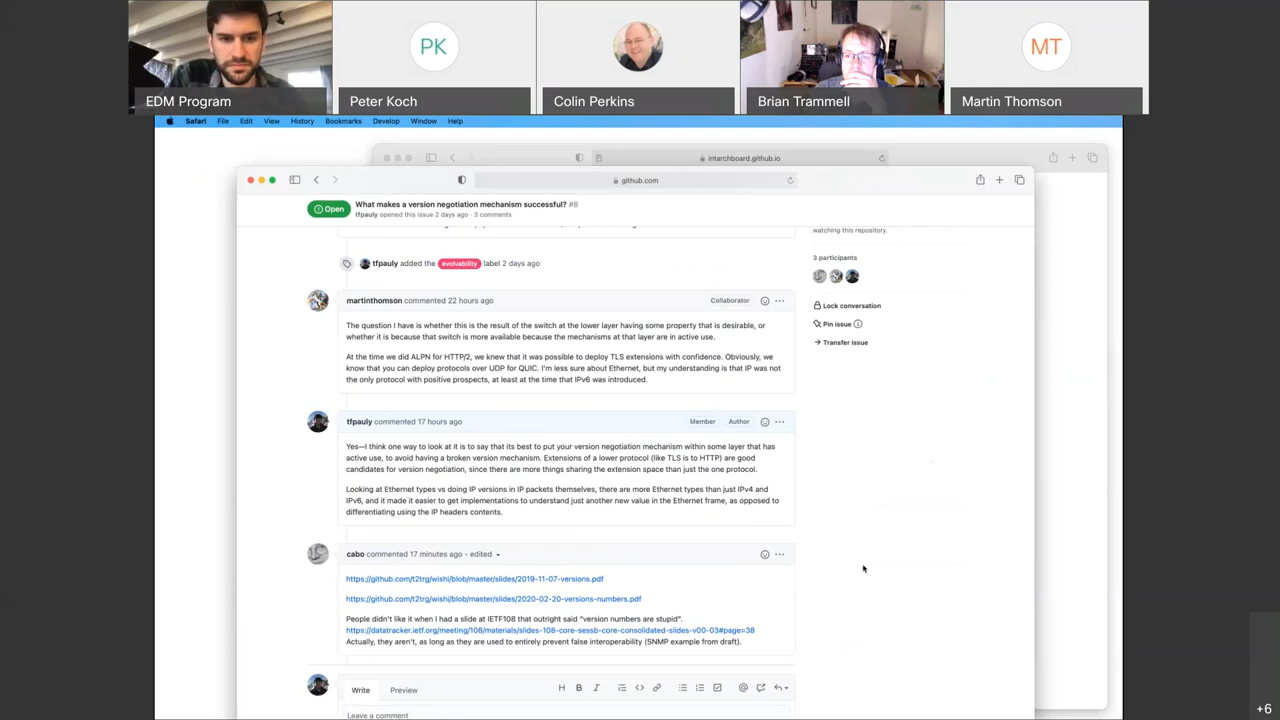 PK
MT
EDM Program
Peter Koch
Colin Perkins
Brian Trammell
Martin Thomson
Safari File Edit View History Bookmarks Develop Window Help
intarchboard.github.io
github.com
Open
What makes a version negotiation mechanism successful? #8
tfpauly opened this issue 2 days ago · 3 comments
watching this repository.
tfpauly added the evolvability label 2 days ago
3 participants
martinthomson commented 22 hours ago
Collaborator
Lock conversation
Pin issue
Transfer issue
The question I have is whether this is the result of the switch at the lower layer having some property that is desirable, or
whether it is because that switch is more available because the mechanisms at that layer are in active use.
At the time we did ALPN for HTTP/2, we knew that it was possible to deploy TLS extensions with confidence. Obviously, we
know that you can deploy protocols over UDP for QUIC. I'm less sure about Ethernet, but my understanding is that IP was not
the only protocol with positive prospects, at least at the time that IPv6 was introduced.
tfpauly commented 17 hours ago
Member Author
Yes—I think one way to look at it is to say that its best to put your version negotiation mechanism within some layer that has
active use, to avoid having a broken version mechanism. Extensions of a lower protocol (like TLS is to HTTP) are good
candidates for version negotiation, since there are more things sharing the extension space than just the one protocol.
Looking at Ethernet types vs doing IP versions in IP packets themselves, there are more Ethernet types than just IPv4 and
IPv6, and it made it easier to get implementations to understand just another new value in the Ethernet frame, as opposed to
differentiating using the IP headers contents.
cabo commented 17 minutes ago · edited
https://github.com/t2trg/wishi/blob/master/slides/2019-11-07-versions.pdf
https://github.com/t2trg/wishi/blob/master/slides/2020-02-20-versions-numbers.pdf
People didn't like it when I had a slide at IETF108 that outright said "version numbers are stupid".
https://datatracker.ietf.org/meeting/108/materials/slides-108-core-sessb-core-consolidated-slides-v00-03#page=38
Actually, they aren't, as long as they are used to entirely prevent false interoperability (SNMP example from draft).
Write Preview
Leave a comment
+6